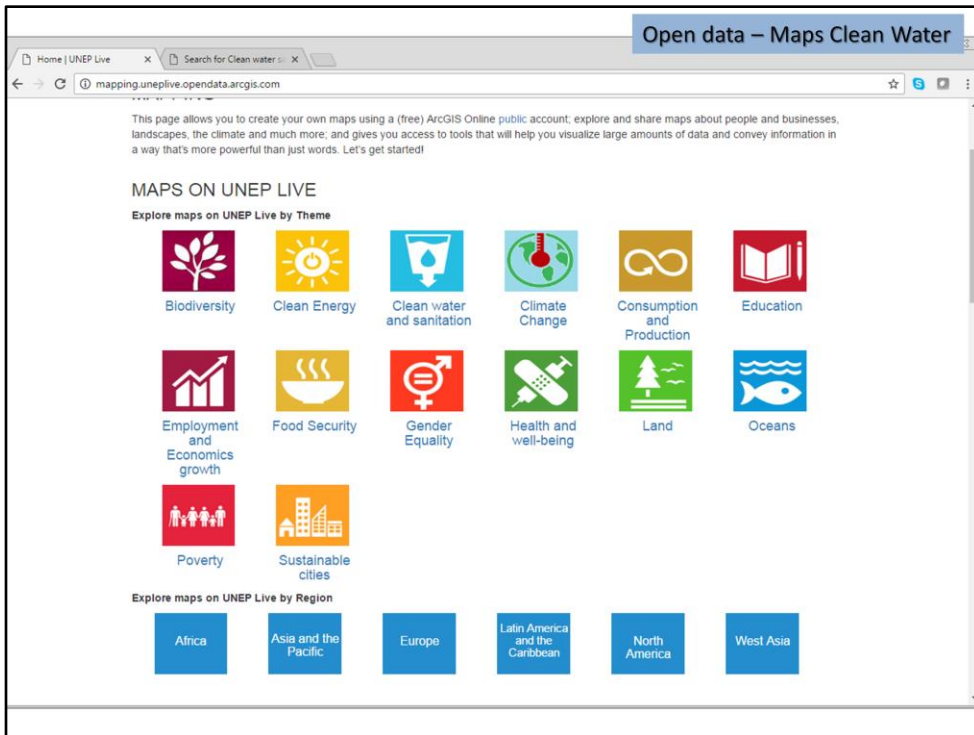 Open data – Maps Clean Water
Home | UNEP Live
Search for Clean water
mapping.uneplive.opendata.arcgis.com
This page allows you to create your own maps using a (free) ArcGIS Online public account; explore and share maps about people and businesses,
landscapes, the climate and much more; and gives you access to tools that will help you visualize large amounts of data and convey information in
a way that's more powerful than just words. Let's get started!
MAPS ON UNEP LIVE
Explore maps on UNEP Live by Theme
Biodiversity
Clean Energy
Clean water
and sanitation
Climate
Change
Consumption
and
Production
Education
Employment
and
Economics
growth
Food Security
Gender
Equality
Health and
well-being
Land
Oceans
Poverty
Sustainable
cities
Explore maps on UNEP Live by Region
Africa
Asia and the
Pacific
Europe
Latin America
and the
Caribbean
North
America
West Asia